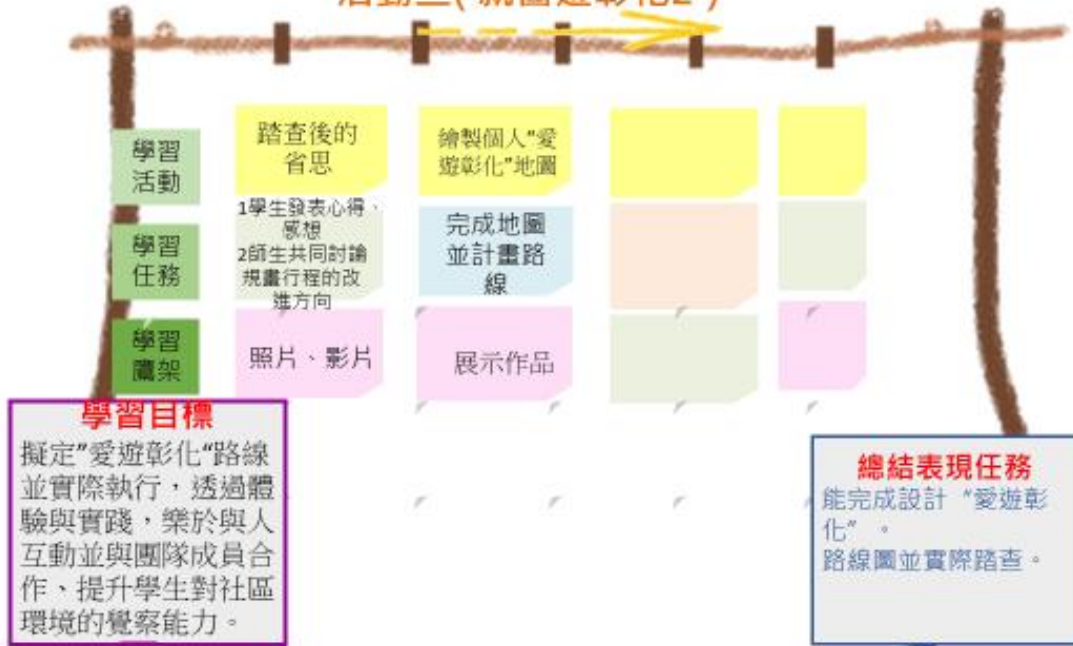 學習
活動
踏查後的
省思
繪製個人"愛
遊彰化"地圖
學習
任務
1學生發表心得、
感想
2師生共同討論
規畫行程的改
進方向
完成地圖
並計畫路
線
學習
鷹架
照片、影片
展示作品
學習目標
擬定"愛遊彰化"路線
並實際執行，透過體
驗與實踐，樂於與人
互動並與團隊成員合
作、提升學生對社區
環境的覺察能力。
總結表現任務
能完成設計 "愛遊彰
化" 。
路線圖並實際踏查。